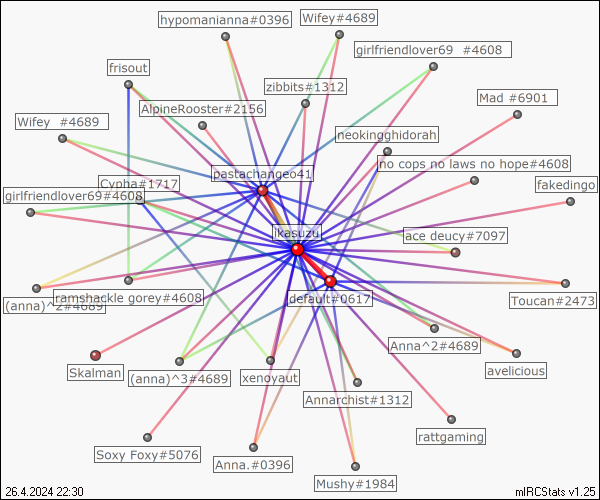 hypomanianna#0396
Wifey#4689
girlfriendlover69 #4608
frisout
zibbits#1312
Mad #6901
AlpineRooster#2156
Wifey #4689
neokingghidorah
no cops no laws no hope#4608
pastachangeo41
Cypha#1717
fakedingo
girlfriendlover69#4608
ikasuzu
ace deucy#7097
(anna)^2#4689
ramshackle gorey#4608
default#0617
Toucan#2473
Anna^2#4689
Skalman
(anna)^3#4689
xenoyaut
avelicious
Annarchist#1312
rattgaming
Soxy Foxy#5076
Anna.#0396
Mushy#1984
26.4.2024 22:30
mIRCStats v1.25